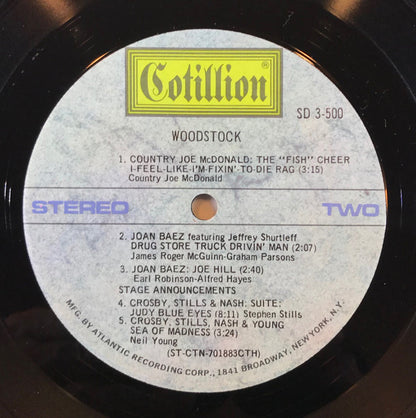 Cotillion®
SD 3-500
WOODSTOCK
1. COUNTRY JOE McDONALD: THE "FISH" CHEER
I-FEEL-LIKE-I'M-FIXIN'-TO-DIE RAG (3:15)
Country Joe McDonald
STEREO TWO
2. JOAN BAEZ featuring Jeffrey Shurtleff
DRUG STORE TRUCK DRIVIN' MAN (2:07)
James Roger McGuinn-Graham Parsons
3. JOAN BAEZ: JOE HILL (2:40)
Earl Robinson-Alfred Hayes
STAGE ANNOUNCEMENTS
4. CROSBY, STILLS & NASH: SUITE:
JUDY BLUE EYES (8:11) Stephen Stills
5. CROSBY, STILLS, NASH & YOUNG
SEA OF MADNESS (3:24)
Neil Young
(ST-CTN-701883CTH)
MFG. BY ATLANTIC RECORDING CORP., 1841 BROADWAY, NEW YORK, N.Y.